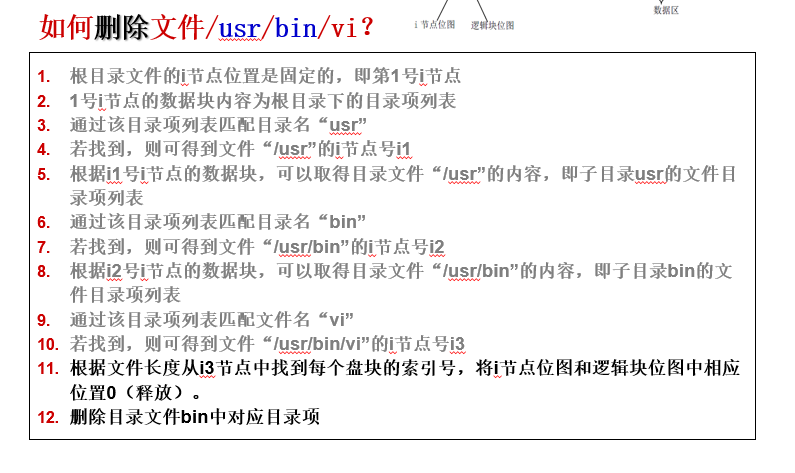 数据区
i 节点位图 逻辑块位图
如何删除文件/usr/bin/vi？
1. 根目录文件的i节点位置是固定的，即第1号i节点
2. 1号i节点的数据块内容为根目录下的目录项列表
3. 通过该目录项列表匹配目录名“usr”
4. 若找到，则可得到文件“/usr”的i节点号i1
5. 根据i1号i节点的数据块，可以取得目录文件“/usr”的内容，即子目录usr的文件目
录项列表
6. 通过该目录项列表匹配目录名“bin”
7. 若找到，则可得到文件“/usr/bin”的i节点号i2
8. 根据i2号i节点的数据块，可以取得目录文件“/usr/bin”的内容，即子目录bin的文
件目录项列表
9. 通过该目录项列表匹配文件名“vi”
10. 若找到，则可得到文件“/usr/bin/vi”的i节点号i3
11. 根据文件长度从i3节点中找到每个盘块的索引号，将i节点位图和逻辑块位图中相应
位置0（释放）。
12. 删除目录文件bin中对应目录项